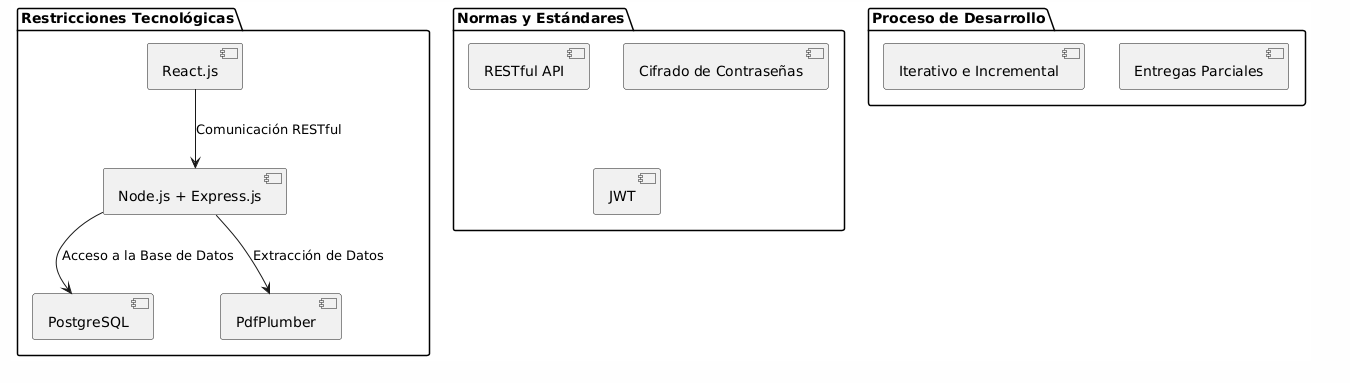 Restricciones Tecnológicas
React.js
Comunicación RESTful
Node.js + Express.js
Acceso a la Base de Datos
Extracción de Datos
PostgreSQL
PdfPlumber
Normas y Estándares
RESTful API
Cifrado de Contraseñas
JWT
Proceso de Desarrollo
Iterativo e Incremental
Entregas Parciales